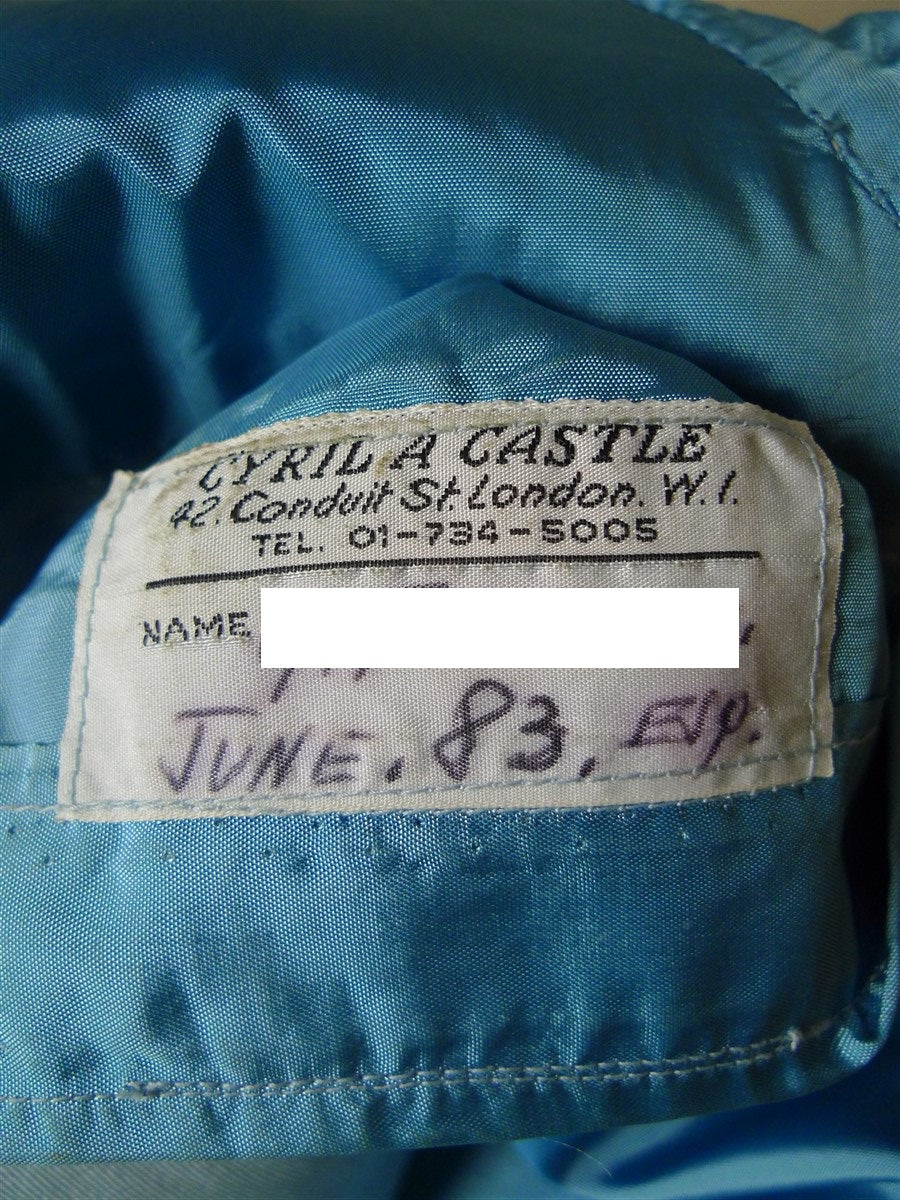 CYRIL A CASTLE
42. Conduit St. London. W.1.
TEL. 01-734-5005
NAME
JUNE. 83.